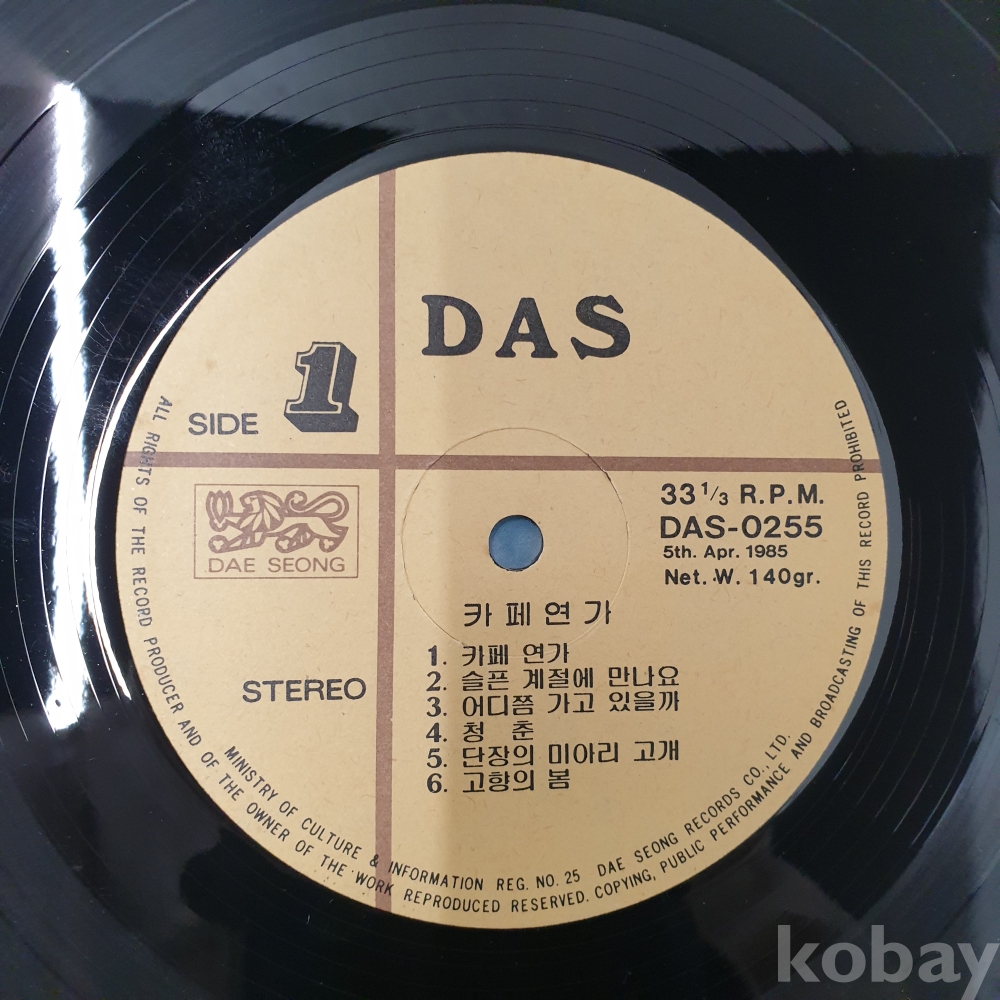 DAS
SIDE 1
DAE SEONG
33 1/3 R.P.M.
DAS-0255
5th. Apr. 1985
Net. W. 140gr.
카페연가
STEREO
1. 카페 연가
2. 슬픈 계절에 만나요
3. 어디쯤 가고 있을까
4. 청 춘
5. 단장의 미아리 고개
6. 고향의 봄
ALL RIGHTS OF THE RECORD PRODUCER AND OF THE OWNER OF THE WORK REPRODUCED RESERVED. COPYING, PUBLIC PERFORMANCE AND BROADCASTING OF THIS RECORD PROHIBITED
MINISTRY OF CULTURE & INFORMATION REG. NO. 25 DAE SEONG RECORDS CO., LTD.
kobay